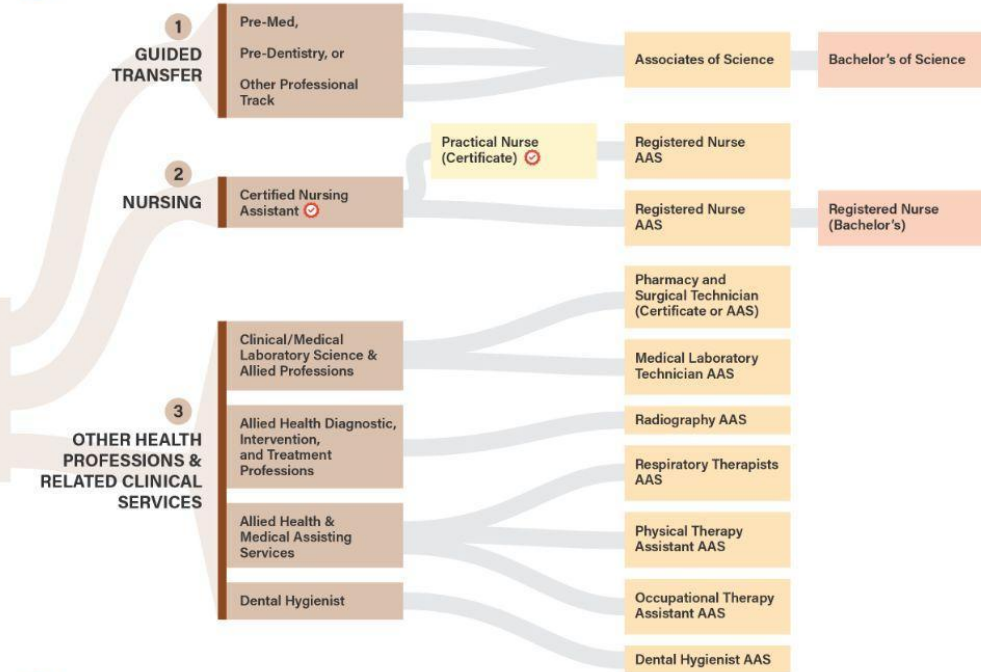 1
GUIDED
TRANSFER
Pre-Med,
Pre-Dentistry, or
Other Professional
Track
Associates of Science
Bachelor's of Science
2
NURSING
Certified Nursing
Assistant
Practical Nurse
(Certificate)
Registered Nurse
AAS
Registered Nurse
AAS
Registered Nurse
(Bachelor's)
3
OTHER HEALTH
PROFESSIONS &
RELATED CLINICAL
SERVICES
Clinical/Medical
Laboratory Science &
Allied Professions
Pharmacy and
Surgical Technician
(Certificate or AAS)
Medical Laboratory
Technician AAS
Allied Health Diagnostic,
Intervention,
and Treatment
Professions
Radiography AAS
Allied Health &
Medical Assisting
Services
Respiratory Therapists
AAS
Physical Therapy
Assistant AAS
Occupational Therapy
Assistant AAS
Dental Hygienist
Dental Hygienist AAS